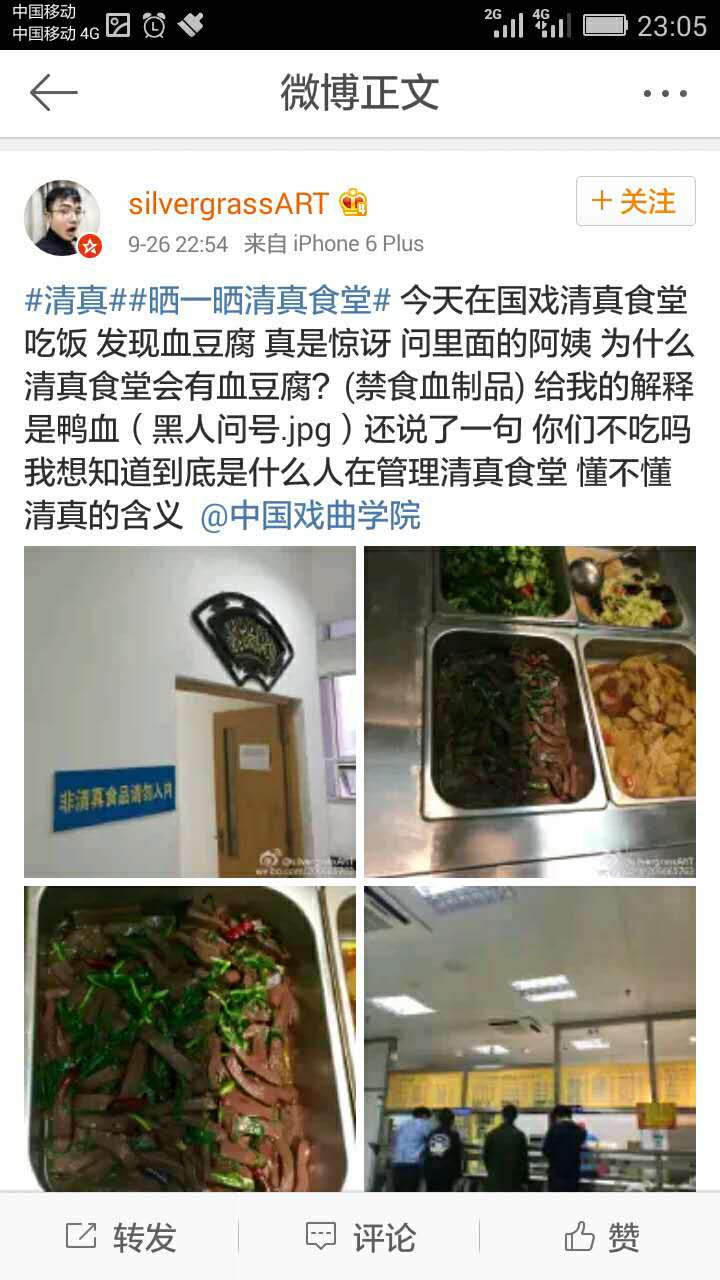 中国移动
中国移动 4G
2G
4G
23:05
微博正文
silvergrassART
+ 关注
9-26 22:54 来自 iPhone 6 Plus
#清真##晒一晒清真食堂# 今天在国戏清真食堂
吃饭 发现血豆腐 真是惊讶 问里面的阿姨 为什么
清真食堂会有血豆腐？(禁食血制品) 给我的解释
是鸭血（黑人问号.jpg）还说了一句 你们不吃吗
我想知道到底是什么人在管理清真食堂 懂不懂
清真的含义 @中国戏曲学院
非清真食品请勿入内
@silvergrassART
转发
评论
赞